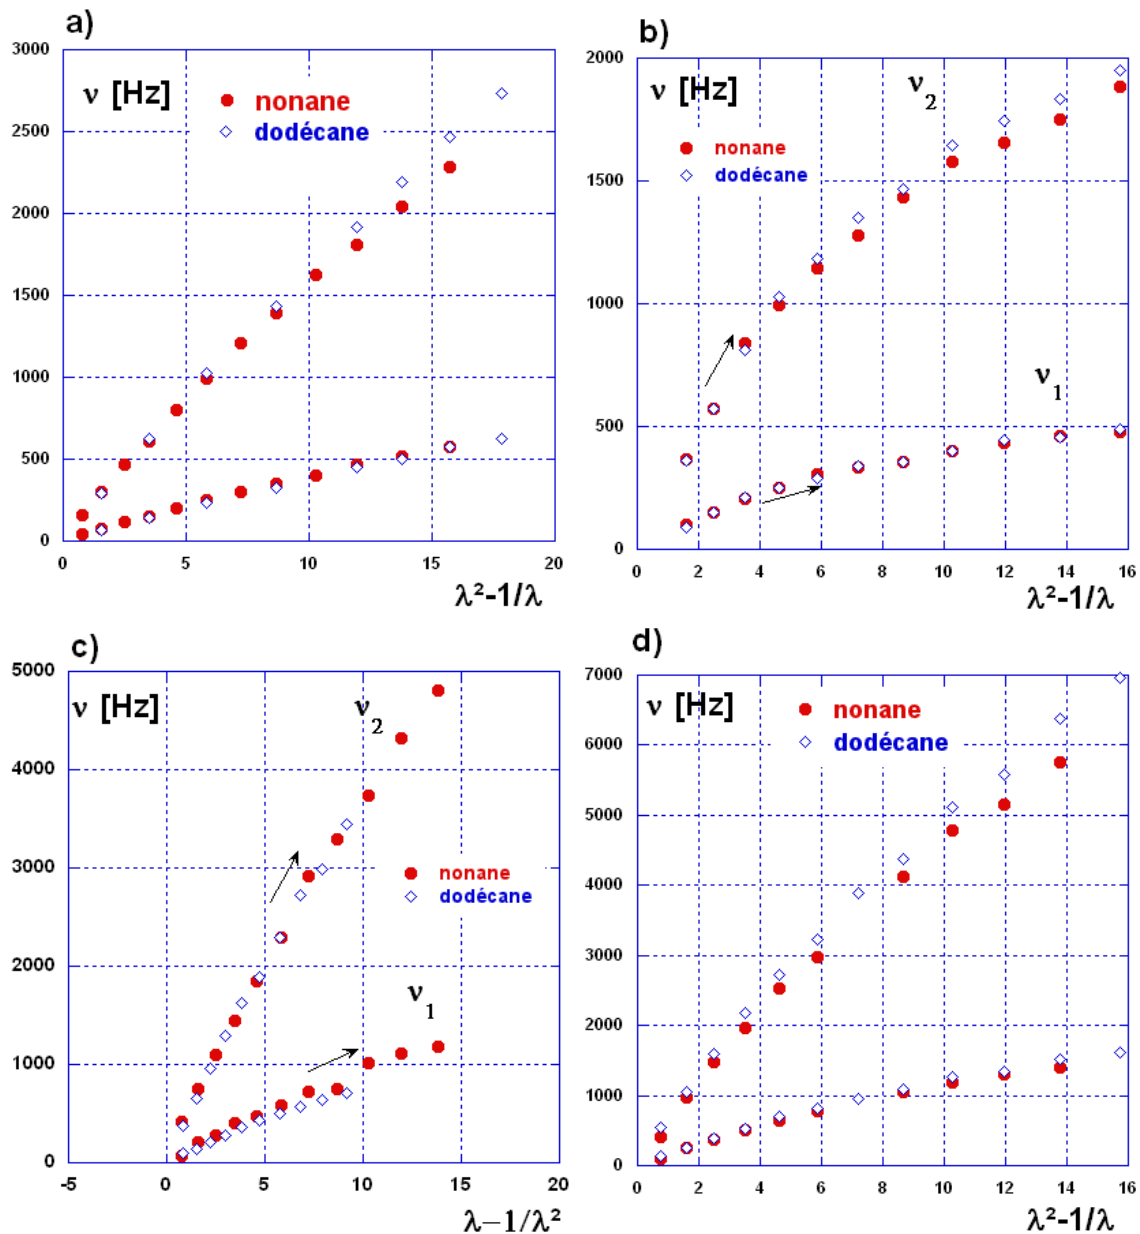 a)
3000
ν [Hz]
nonane
dodécane
2500
2000
1500
1000
500
0
0 5 10 15 20
λ²-1/λ
b)
2000
ν [Hz]
ν2
nonane
dodécane
1500
1000
ν1
500
0
0 2 4 6 8 10 12 14 16
λ²-1/λ
c)
5000
ν [Hz]
ν2
4000
3000
nonane
dodécane
2000
ν1
1000
0
-5 0 5 10 15 20
λ−1/λ²
d)
7000
ν [Hz]
nonane
dodécane
6000
5000
4000
3000
2000
1000
0
0 2 4 6 8 10 12 14 16
λ²-1/λ